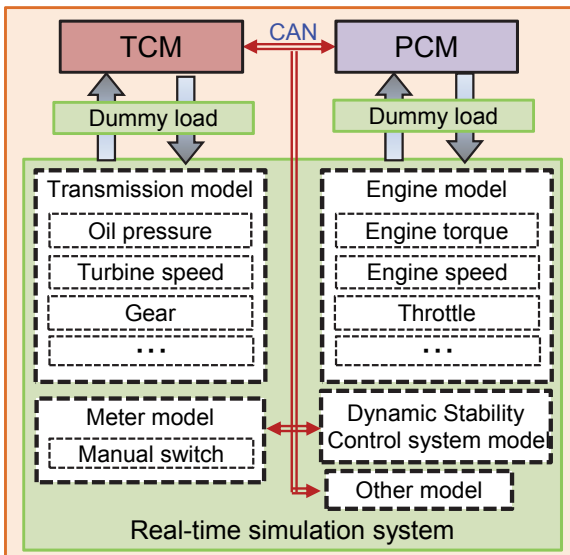 TCM
CAN
PCM
Dummy load
Dummy load
Transmission model
Oil pressure
Turbine speed
Gear
...
Engine model
Engine torque
Engine speed
Throttle
...
Meter model
Manual switch
Dynamic Stability
Control system model
Other model
Real-time simulation system